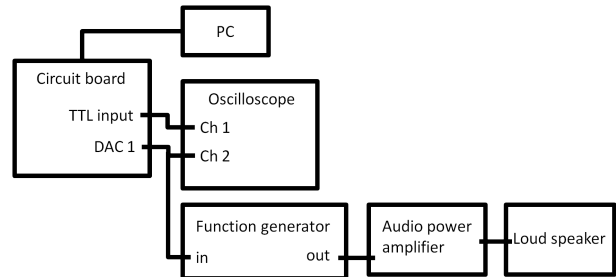 PC
Circuit board
TTL input
DAC 1
Oscilloscope
Ch 1
Ch 2
Function generator
in
out
Audio power
amplifier
Loud speaker